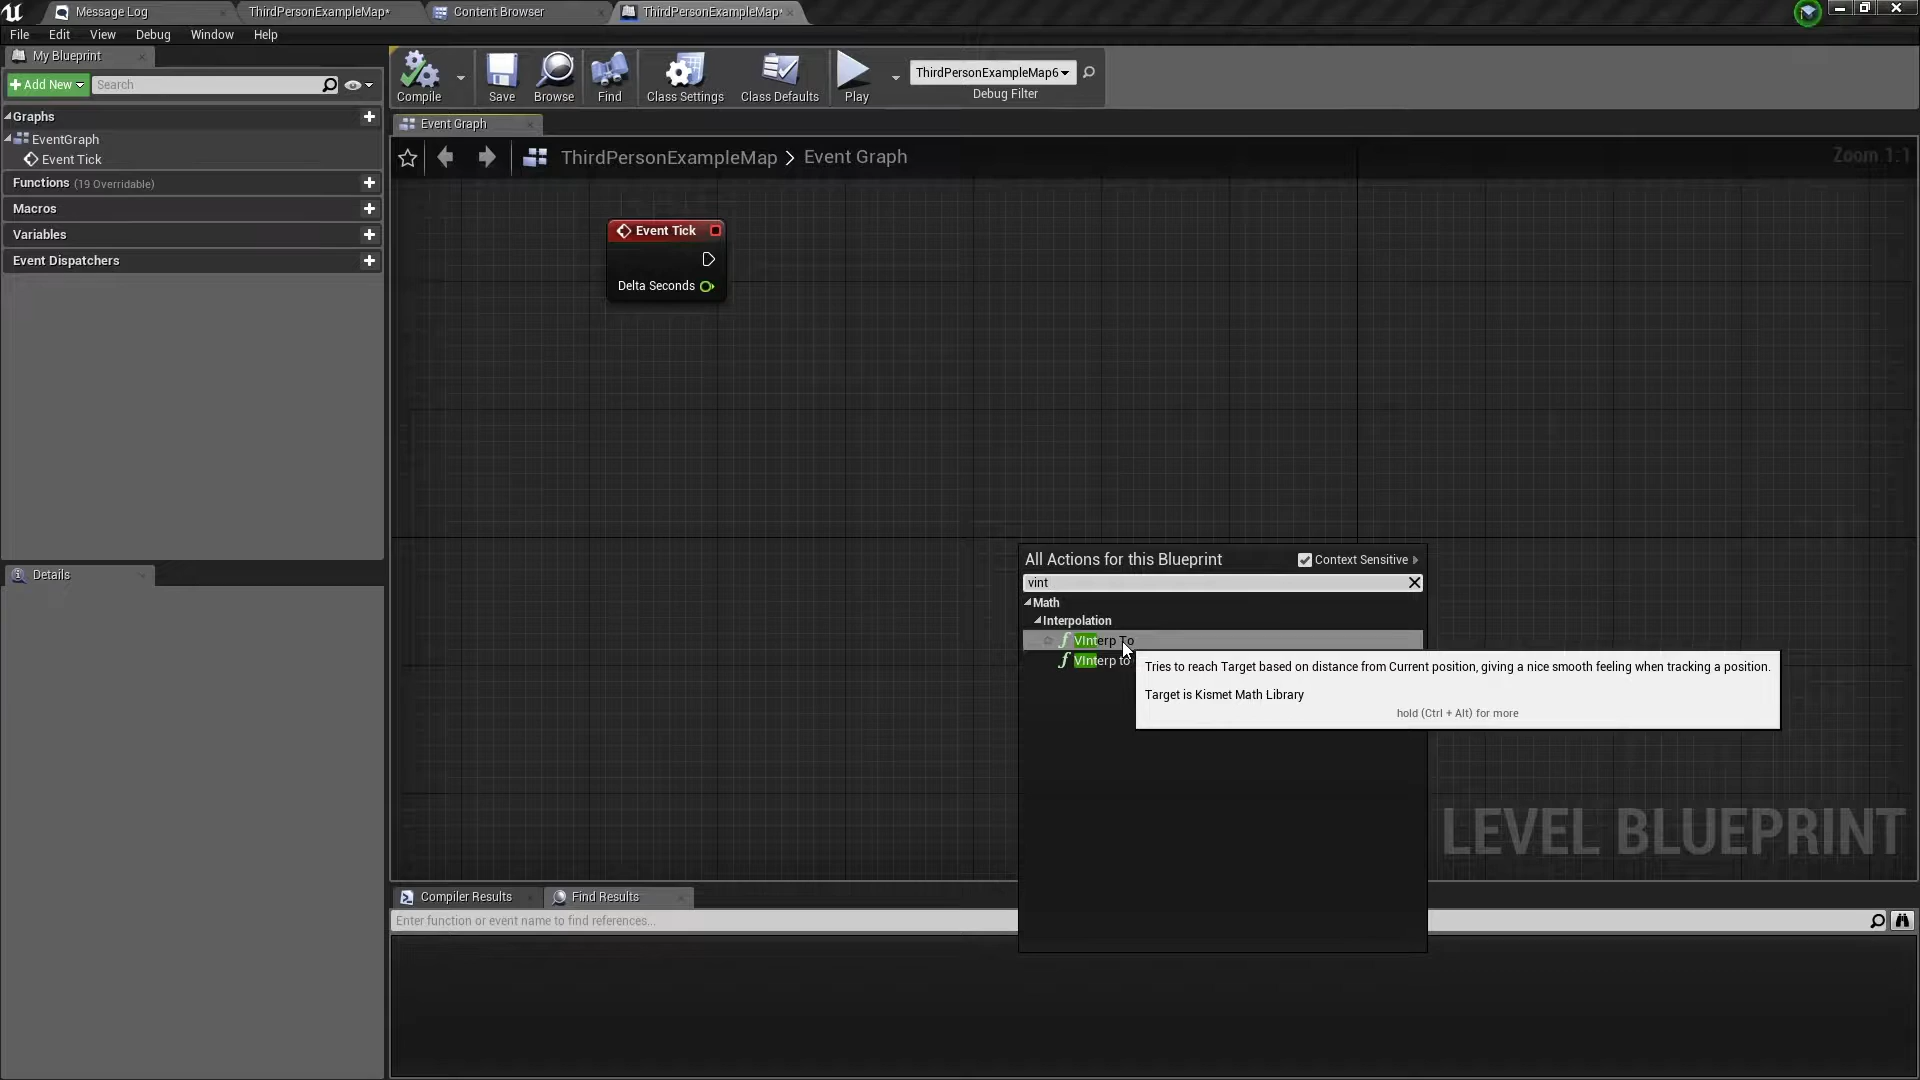 Message Log
ThirdPersonExampleMap*
Content Browser
ThirdPersonExampleMap*
File Edit View Debug Window Help
My Blueprint
Add New
Search
Graphs
EventGraph
Event Tick
Functions (19 Overridable)
Macros
Variables
Event Dispatchers
Details
Compile
Save
Browse
Find
Class Settings
Class Defaults
Play
ThirdPersonExampleMap6
Debug Filter
Event Graph
ThirdPersonExampleMap > Event Graph
Zoom 1:1
Event Tick
Delta Seconds
All Actions for this Blueprint
Context Sensitive
vint
Math
Interpolation
VInterp To
VInterp to
Tries to reach Target based on distance from Current position, giving a nice smooth feeling when tracking a position.
Target is Kismet Math Library
hold (Ctrl + Alt) for more
LEVEL BLUEPRINT
Compiler Results
Find Results
Enter function or event name to find references...